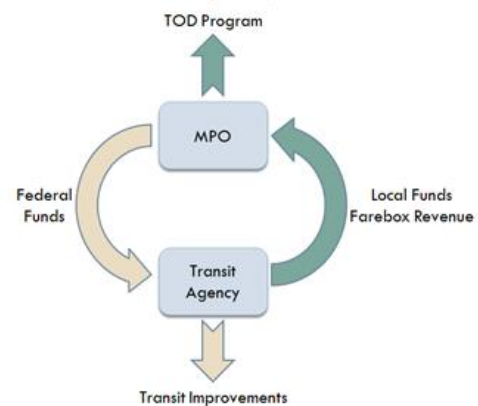 TOD Program
MPO
Federal
Funds
Local Funds
Farebox Revenue
Transit
Agency
Transit Improvements